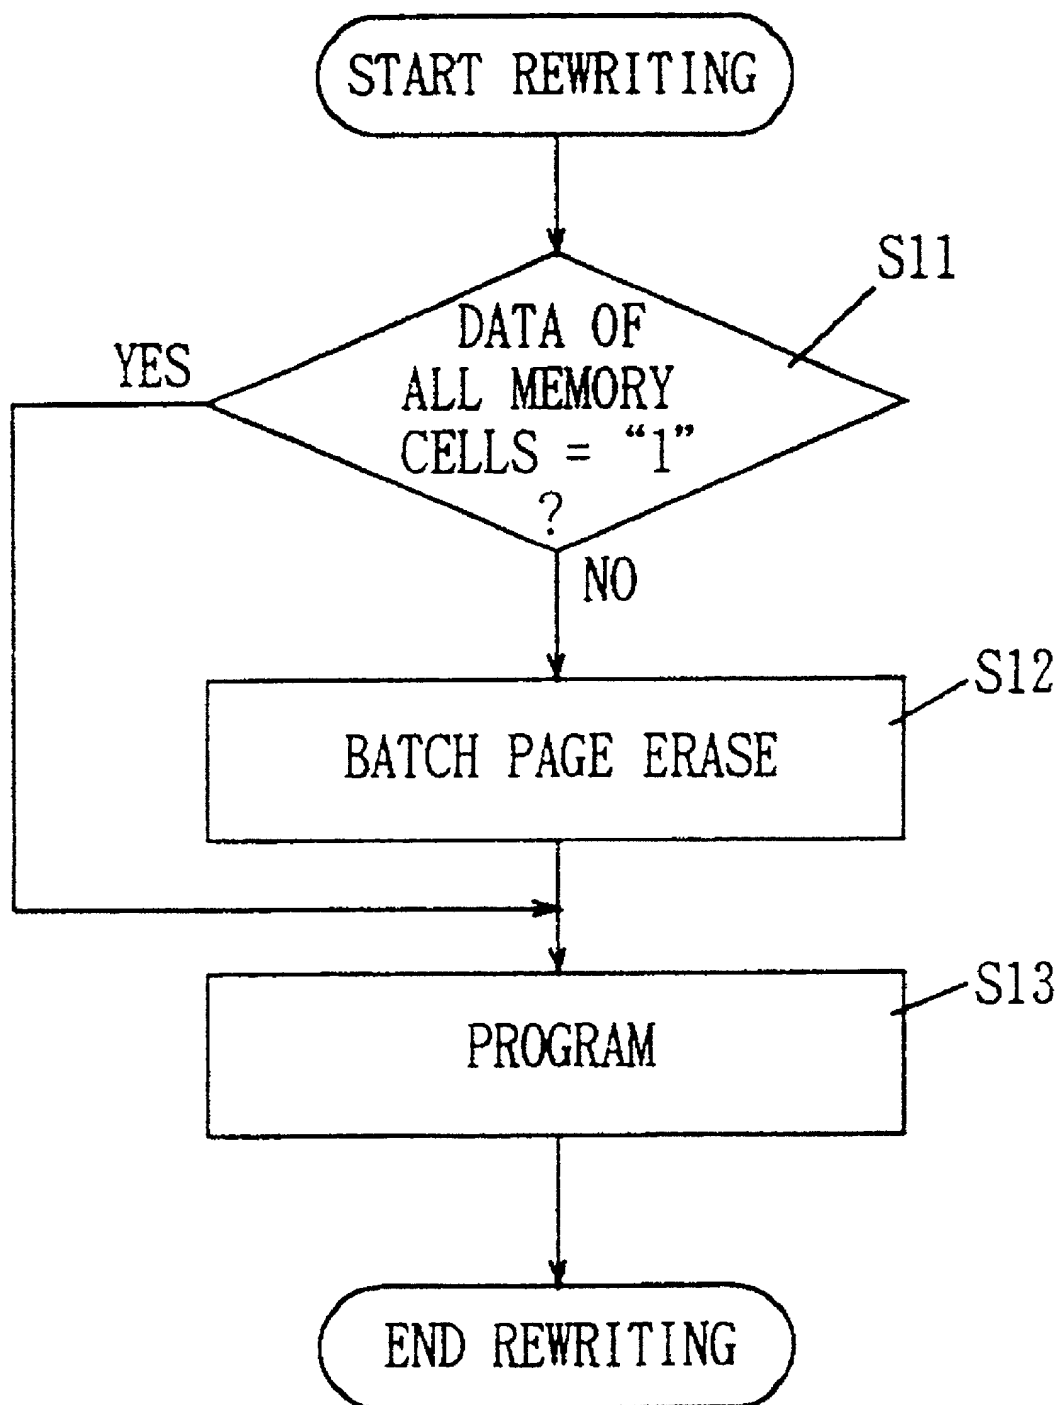 START REWRITING
S11
DATA OF
YES
ALL MEMORY
CELLS = “1”
?
NO
S12
BATCH PAGE ERASE
S13
PROGRAM
END REWRITING